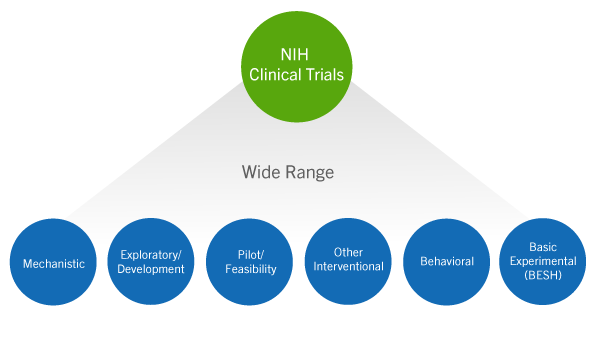 NIH
Clinical Trials
Wide Range
Mechanistic
Exploratory/
Development
Pilot/
Feasibility
Other
Interventional
Behavioral
Basic
Experimental
(BESH)